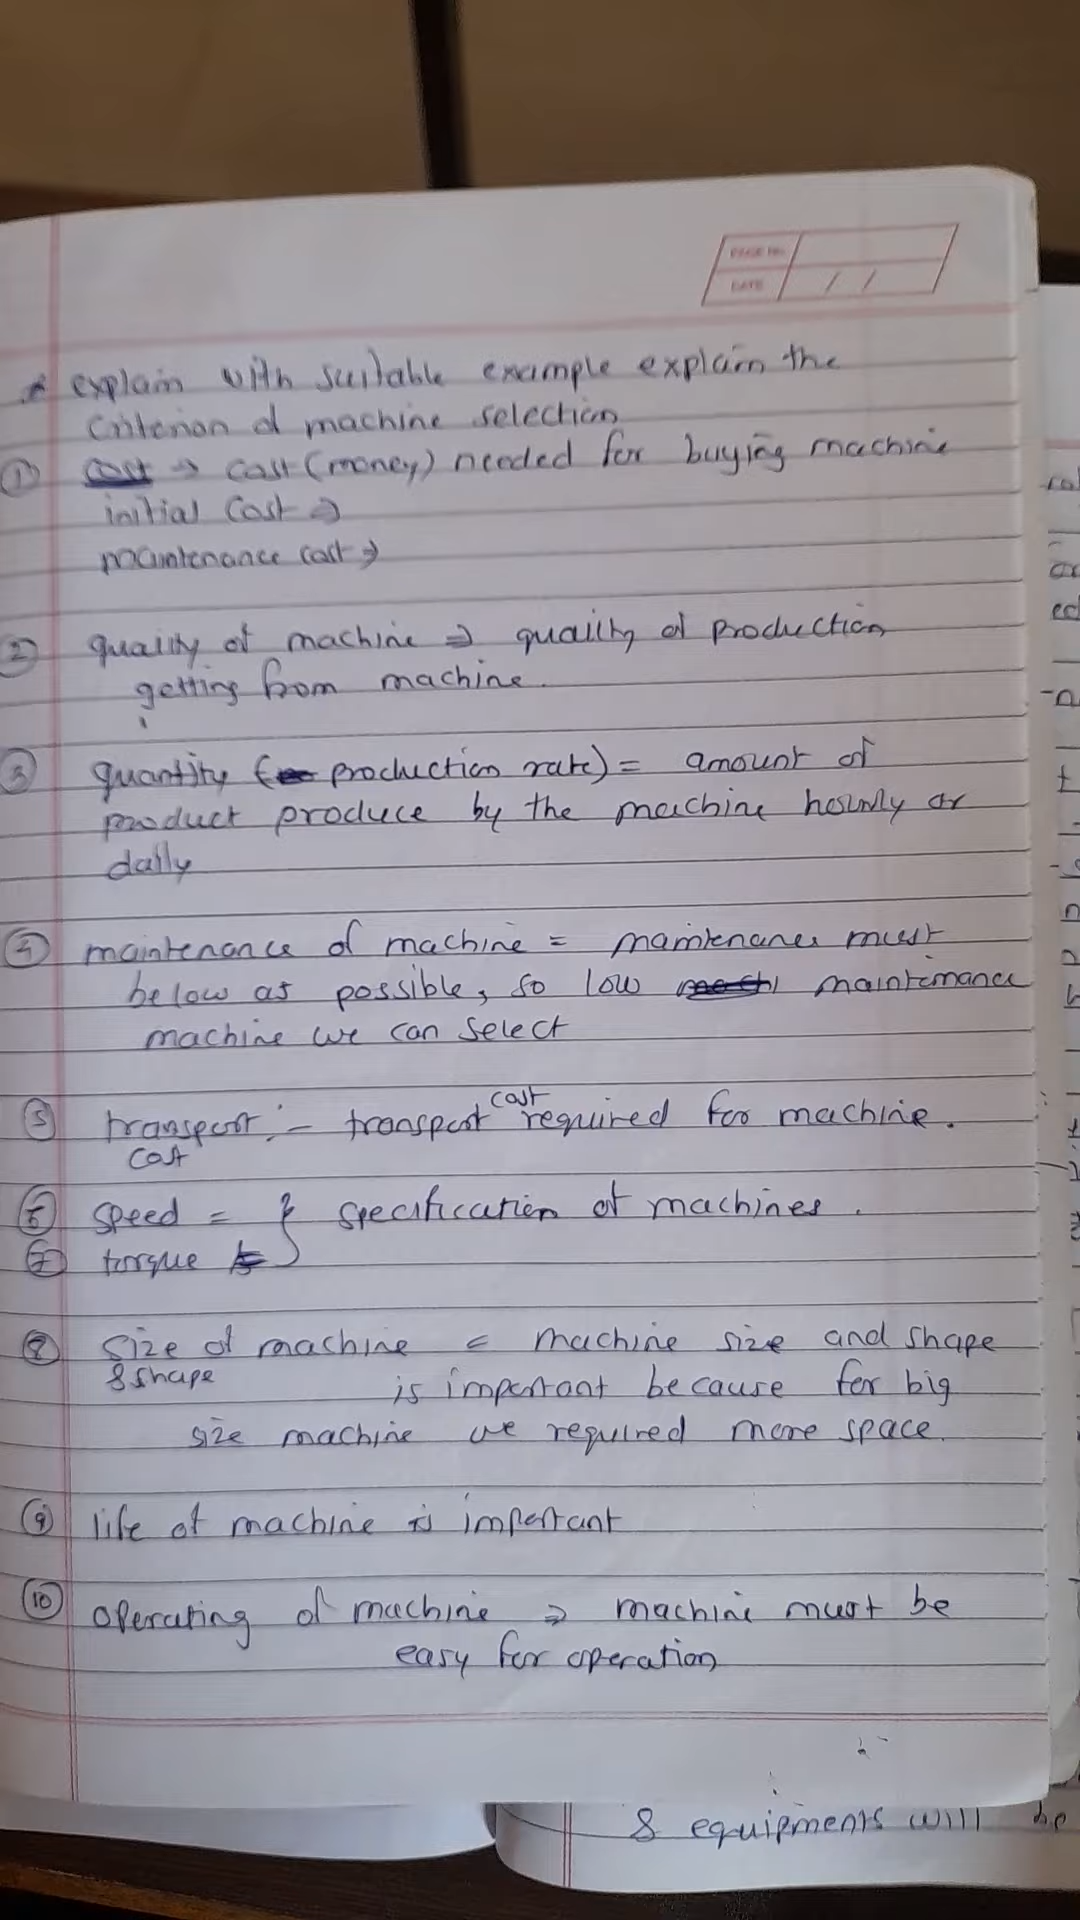 PAGE No.
DATE / /
explain with suitable example explain the
criterion of machine selection
① cost → cost (money) needed for buying machine
initial cost ⇒
maintenance cost ⇒
② quality of machine ⇒ quality of production
getting from machine.
③ quantity ( production rate) = amount of
product produce by the machine hourly or
daily
④ maintenance of machine = maintenance must
below as possible, so low maintenance
machine we can select
⑤ transport :- transport cost required for machine.
cost
⑥ speed = } specification of machines.
⑦ torque
⑧ size of machine = machine size and shape
& shape is important because for big
size machine we required more space.
⑨ life of machine is important
⑩ operating of machine ⇒ machine must be
easy for operation
& equipments will be